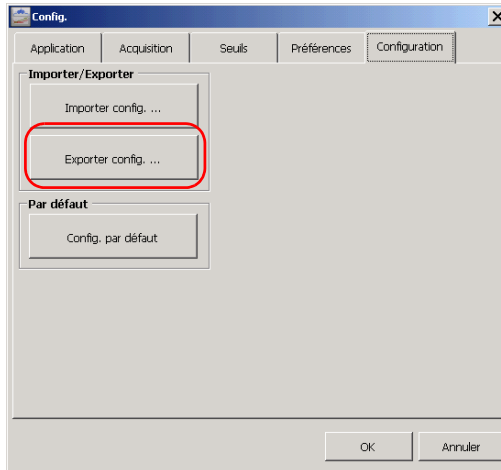 Config.
Application Acquisition Seuils Préférences Configuration
Importer/Exporter
Importer config. ...
Exporter config. ...
Par défaut
Config. par défaut
OK Annuler